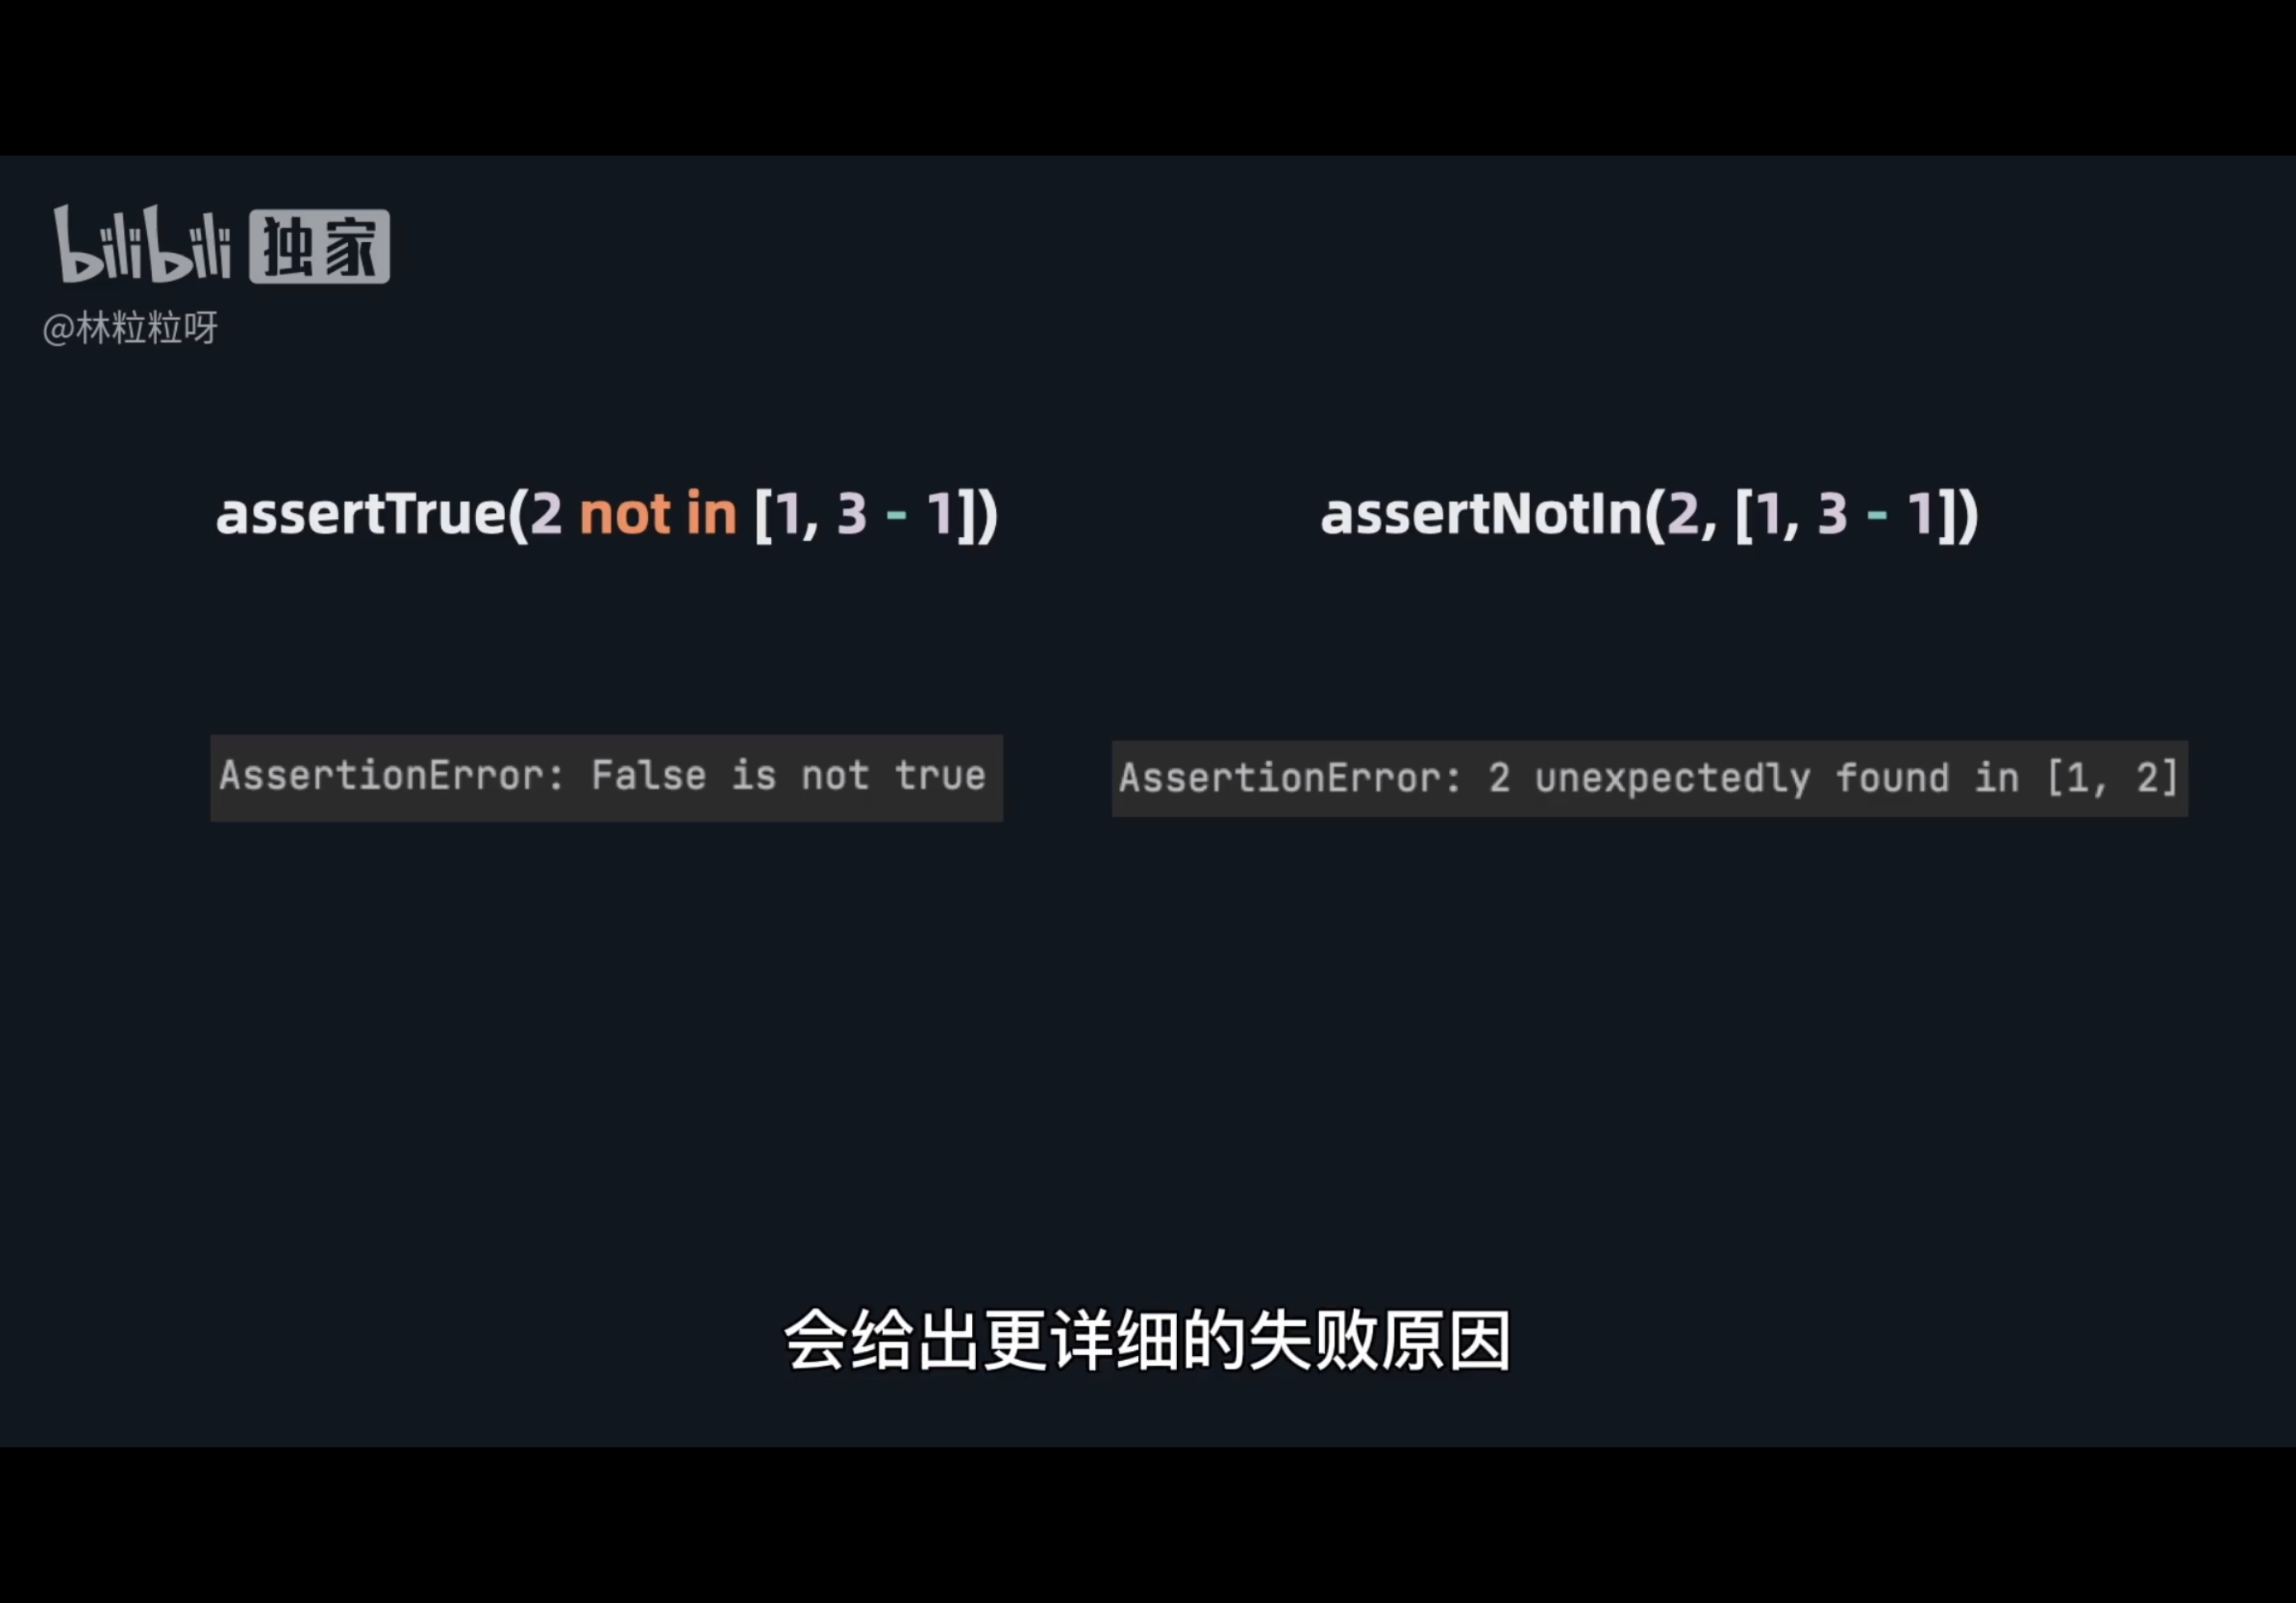 bilibili 独家
@林粒粒呀
assertTrue(2 not in [1, 3 - 1])
assertNotIn(2, [1, 3 - 1])
AssertionError: False is not true
AssertionError: 2 unexpectedly found in [1, 2]
会给出更详细的失败原因